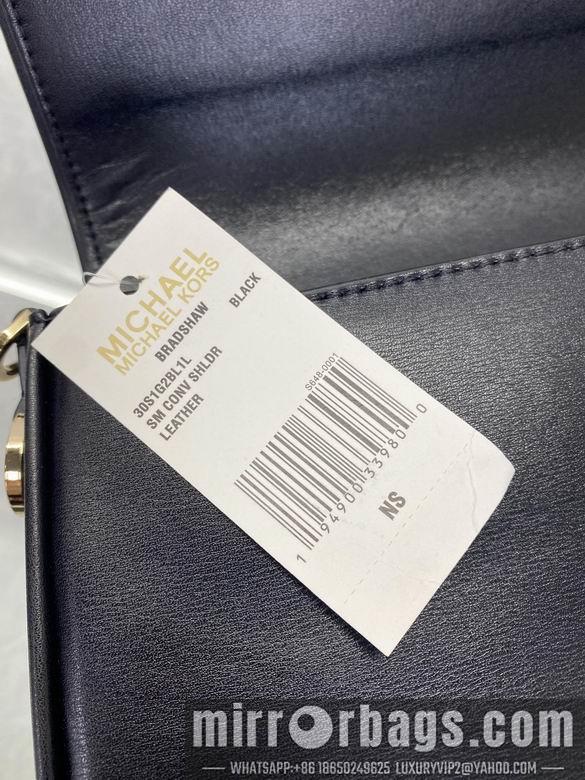 MICHAEL
MICHAEL KORS
BRADSHAW
30S1G2BL1L BLACK
SM CONV SHLDR
LEATHER
S648-0001
1 94900 33980 0
NS
mirrorbags.com
WHATSAPP:+86 18650249625 LUXURYVIP2@YAHOO.COM